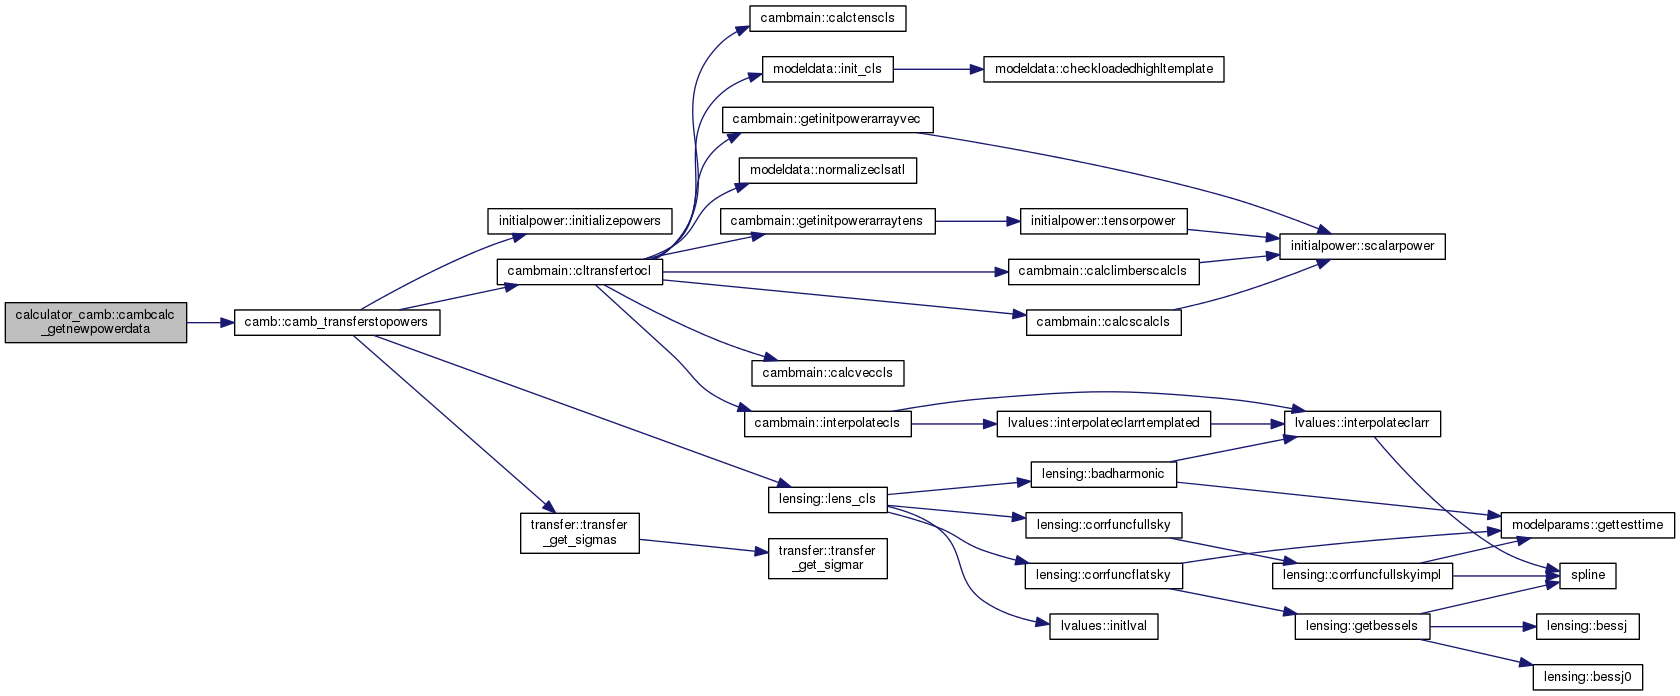 cambmain::calctenscls
modeldata::init_cls
modeldata::checkloadedhighltemplate
cambmain::getinitpowerarrayvec
modeldata::normalizeclsatl
initialpower::initializepowers
cambmain::getinitpowerarraytens
initialpower::tensorpower
initialpower::scalarpower
cambmain::cltransfertocl
cambmain::calclimberscalcls
calculator_camb::cambcalc
_getnewpowerdata
camb::camb_transferstopowers
cambmain::calcscalcls
cambmain::calcveccls
cambmain::interpolatecls
lvalues::interpolateclarrtemplated
lvalues::interpolateclarr
lensing::badharmonic
lensing::lens_cls
transfer::transfer
_get_sigmas
lensing::corrfuncfullsky
modelparams::gettesttime
transfer::transfer
_get_sigmar
lensing::corrfuncflatsky
lensing::corrfuncfullskyimpl
spline
lvalues::initlval
lensing::getbessels
lensing::bessj
lensing::bessj0